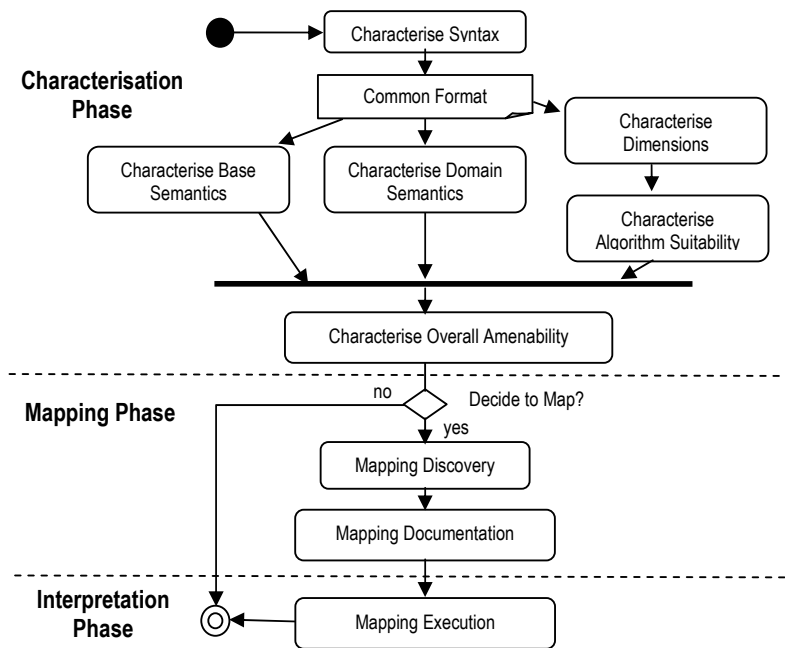 Characterise Syntax
Characterisation
Phase
Common Format
Characterise
Dimensions
Characterise Base
Semantics
Characterise Domain
Semantics
Characterise
Algorithm Suitability
Characterise Overall Amenability
no
Decide to Map?
Mapping Phase
yes
Mapping Discovery
Mapping Documentation
Interpretation
Phase
Mapping Execution